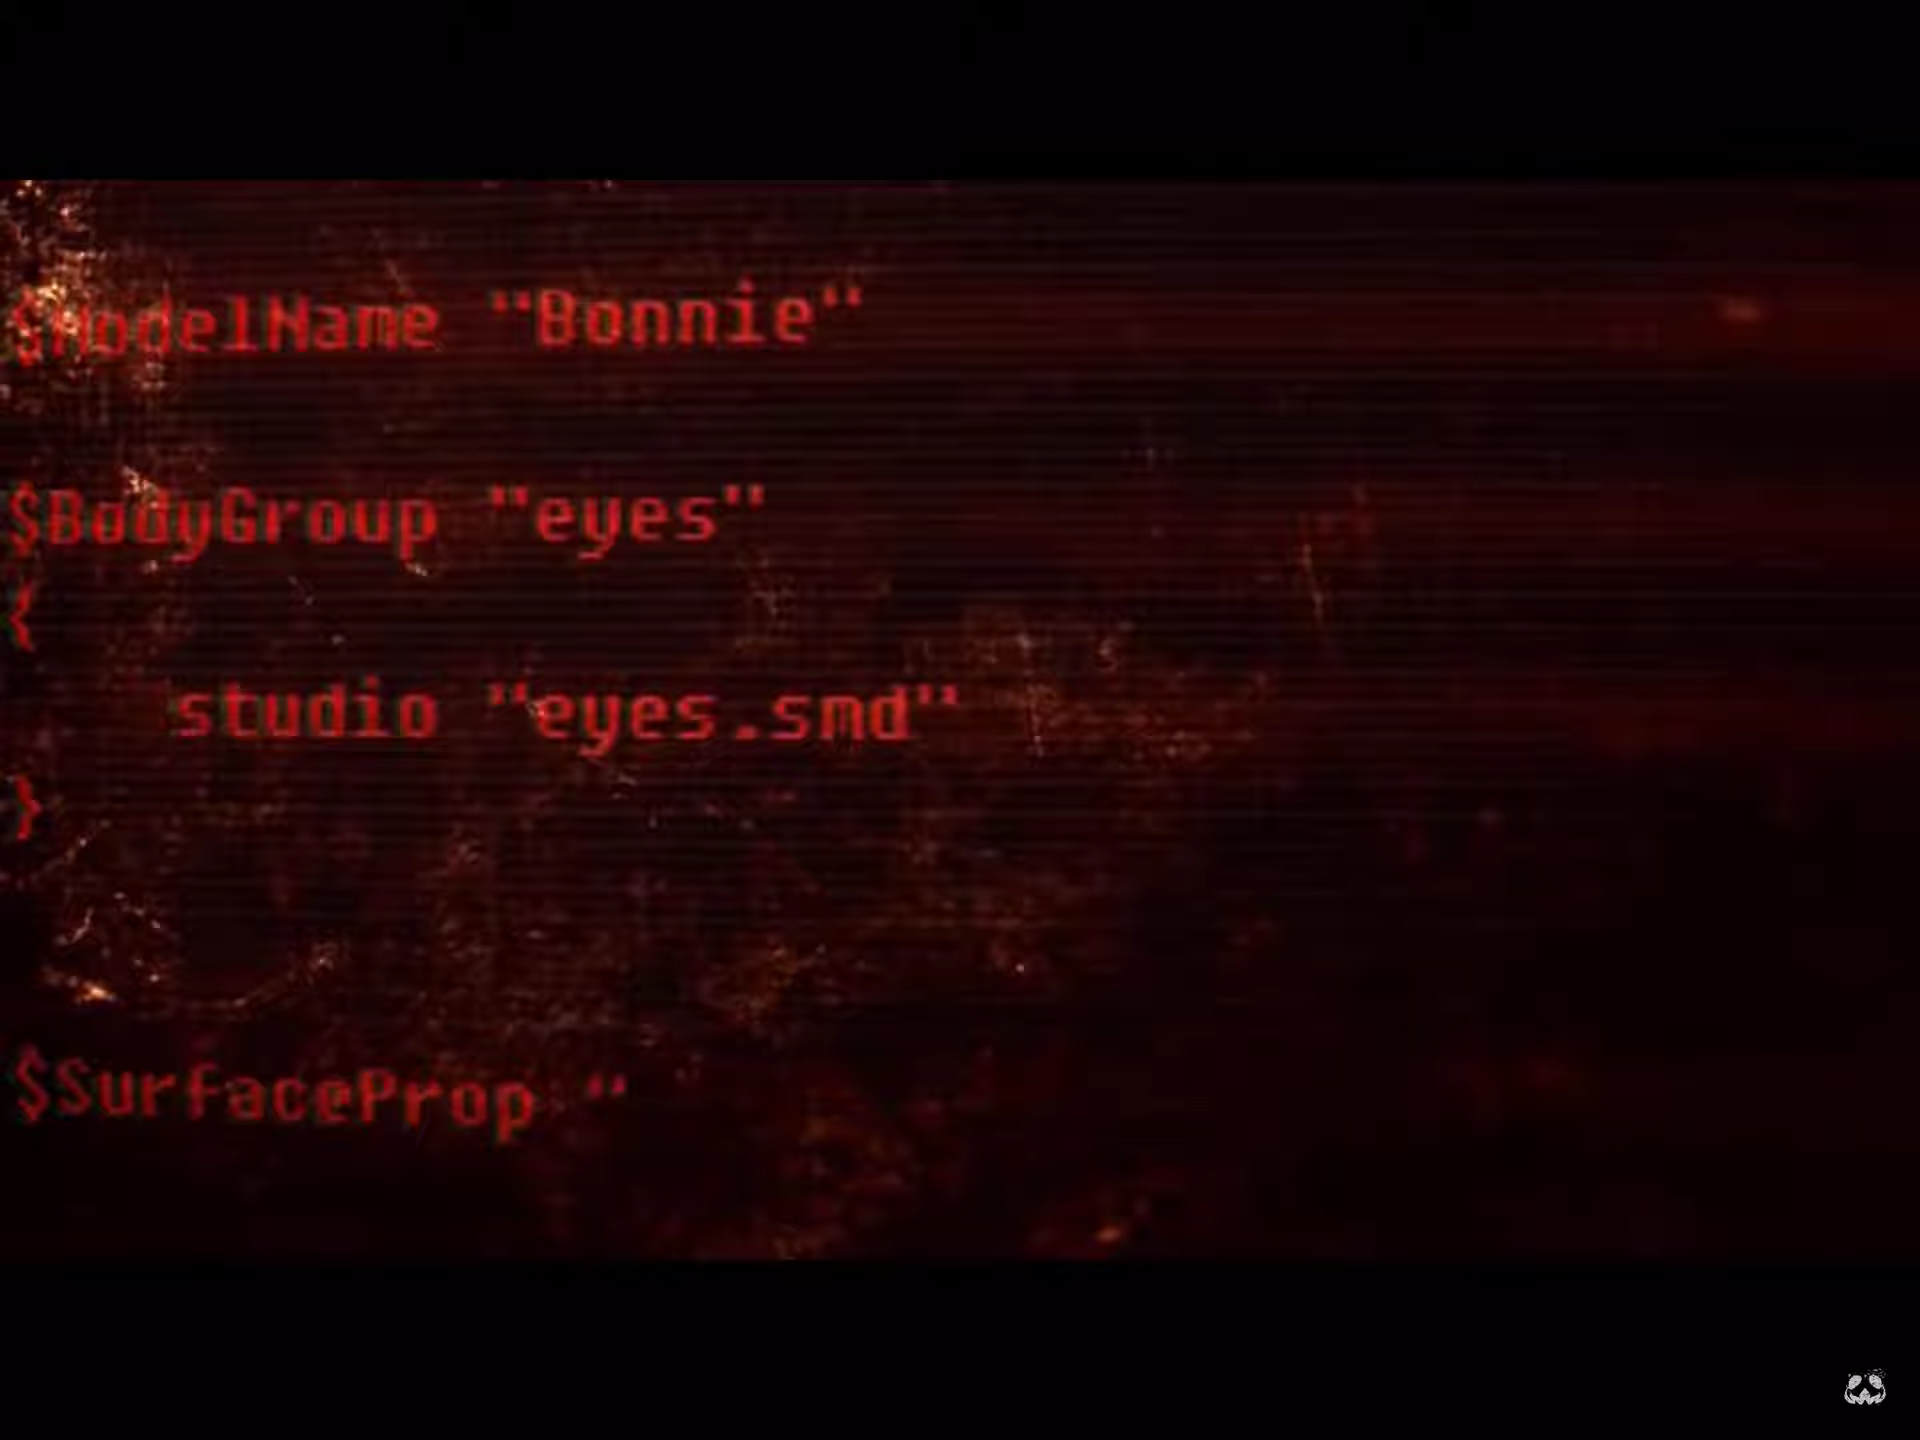 $ModelName "Bonnie"
$BodyGroup "eyes"
{
studio "eyes.smd"
}
$SurfaceProp "